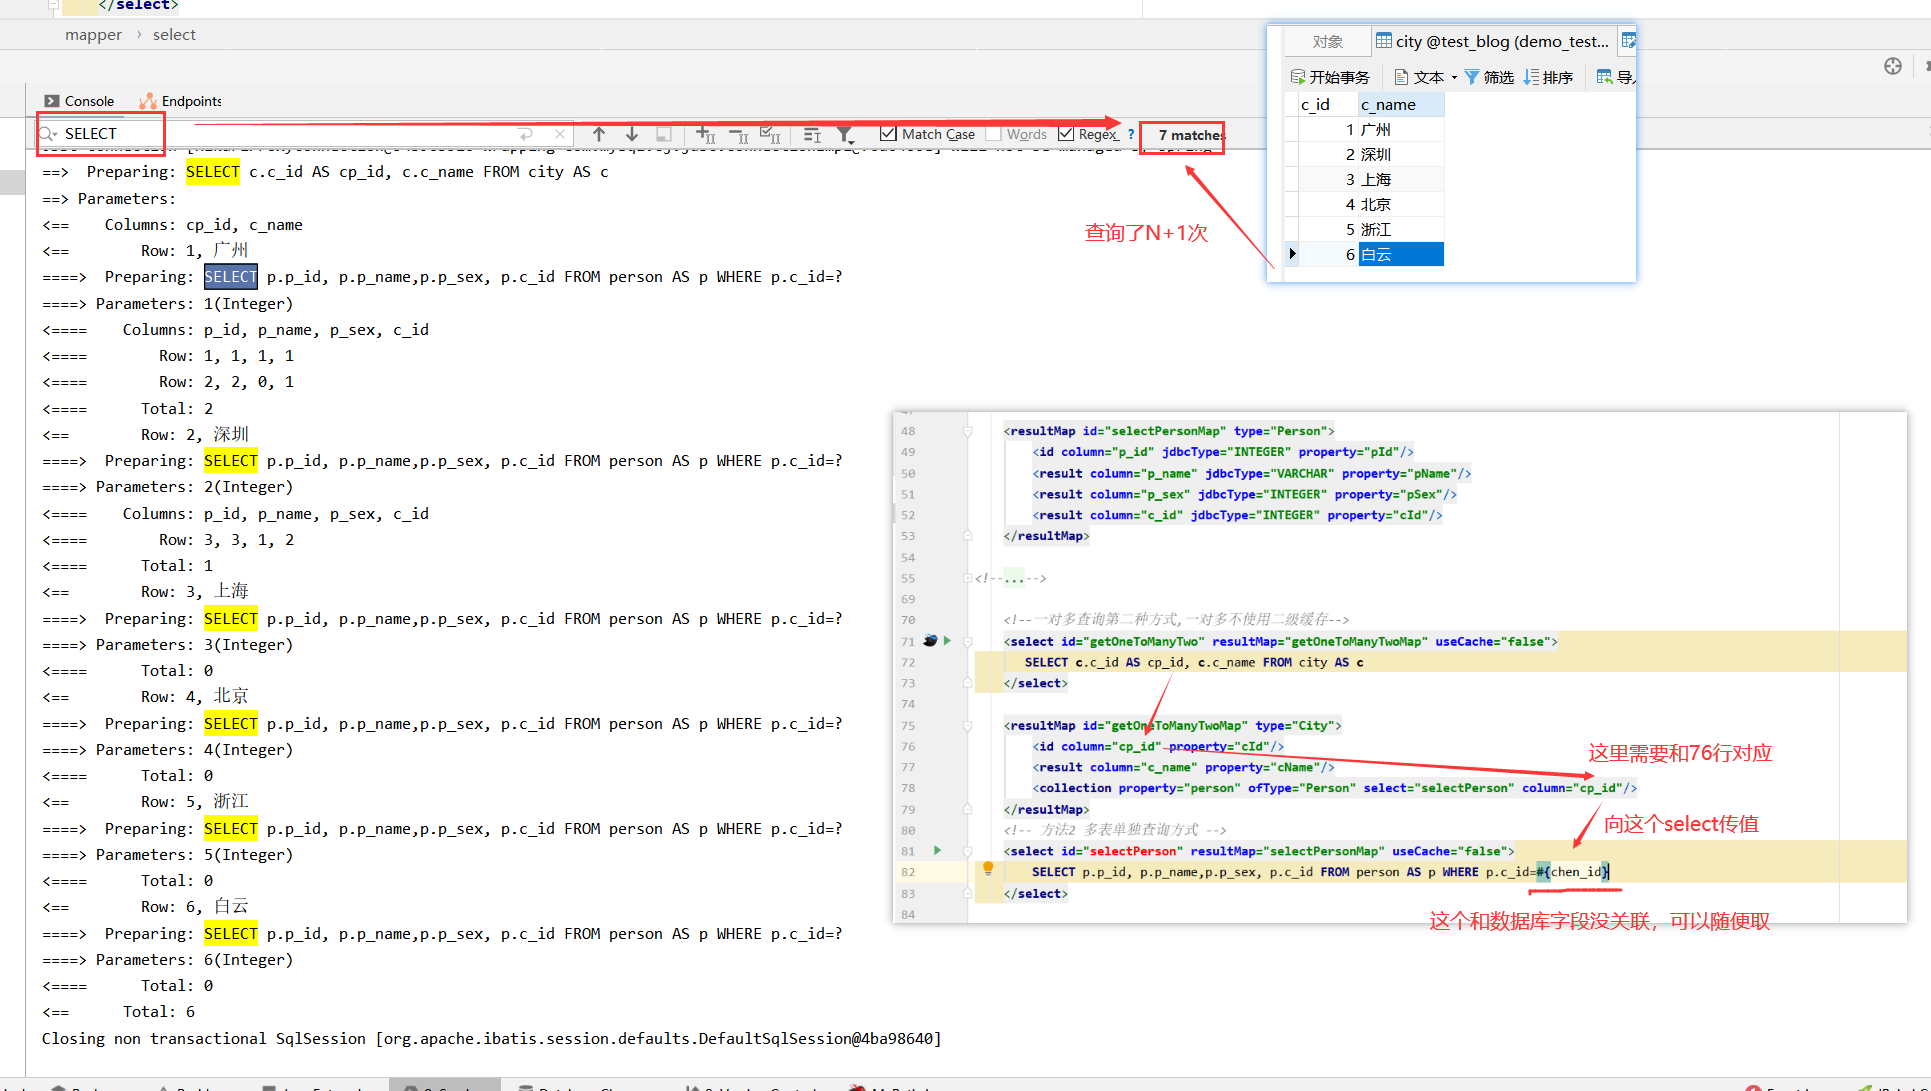 </select>
mapper › select
Console Endpoints
SELECT
Match Case Words Regex ? 7 matches
==> Preparing: SELECT c.c_id AS cp_id, c.c_name FROM city AS c
==> Parameters:
<== Columns: cp_id, c_name
<== Row: 1, 广州
====> Preparing: SELECT p.p_id, p.p_name,p.p_sex, p.c_id FROM person AS p WHERE p.c_id=?
====> Parameters: 1(Integer)
<==== Columns: p_id, p_name, p_sex, c_id
<==== Row: 1, 1, 1, 1
<==== Row: 2, 2, 0, 1
<==== Total: 2
<== Row: 2, 深圳
====> Preparing: SELECT p.p_id, p.p_name,p.p_sex, p.c_id FROM person AS p WHERE p.c_id=?
====> Parameters: 2(Integer)
<==== Columns: p_id, p_name, p_sex, c_id
<==== Row: 3, 3, 1, 2
<==== Total: 1
<== Row: 3, 上海
====> Preparing: SELECT p.p_id, p.p_name,p.p_sex, p.c_id FROM person AS p WHERE p.c_id=?
====> Parameters: 3(Integer)
<==== Total: 0
<== Row: 4, 北京
====> Preparing: SELECT p.p_id, p.p_name,p.p_sex, p.c_id FROM person AS p WHERE p.c_id=?
====> Parameters: 4(Integer)
<==== Total: 0
<== Row: 5, 浙江
====> Preparing: SELECT p.p_id, p.p_name,p.p_sex, p.c_id FROM person AS p WHERE p.c_id=?
====> Parameters: 5(Integer)
<==== Total: 0
<== Row: 6, 白云
====> Preparing: SELECT p.p_id, p.p_name,p.p_sex, p.c_id FROM person AS p WHERE p.c_id=?
====> Parameters: 6(Integer)
<==== Total: 0
<== Total: 6
Closing non transactional SqlSession [org.apache.ibatis.session.defaults.DefaultSqlSession@4ba98640]
查询了N+1次
对象 city @test_blog (demo_test...
开始事务 文本 筛选 排序
c_id c_name
1 广州
2 深圳
3 上海
4 北京
5 浙江
6 白云
48 <resultMap id="selectPersonMap" type="Person">
49 <id column="p_id" jdbcType="INTEGER" property="pId"/>
50 <result column="p_name" jdbcType="VARCHAR" property="pName"/>
51 <result column="p_sex" jdbcType="INTEGER" property="pSex"/>
52 <result column="c_id" jdbcType="INTEGER" property="cId"/>
53 </resultMap>
54
55 <!--...-->
69
70 <!--一对多查询第二种方式,一对多不使用二级缓存-->
71 <select id="getOneToManyTwo" resultMap="getOneToManyTwoMap" useCache="false">
72 SELECT c.c_id AS cp_id, c.c_name FROM city AS c
73 </select>
74
75 <resultMap id="getOneToManyTwoMap" type="City">
76 <id column="cp_id" property="cId"/>
77 <result column="c_name" property="cName"/>
78 <collection property="person" ofType="Person" select="selectPerson" column="cp_id"/>
79 </resultMap>
80 <!-- 方法2 多表单独查询方式 -->
81 <select id="selectPerson" resultMap="selectPersonMap" useCache="false">
82 SELECT p.p_id, p.p_name,p.p_sex, p.c_id FROM person AS p WHERE p.c_id=#{chen_id}
83 </select>
84
这里需要和76行对应
向这个select传值
这个和数据库字段没关联，可以随便取